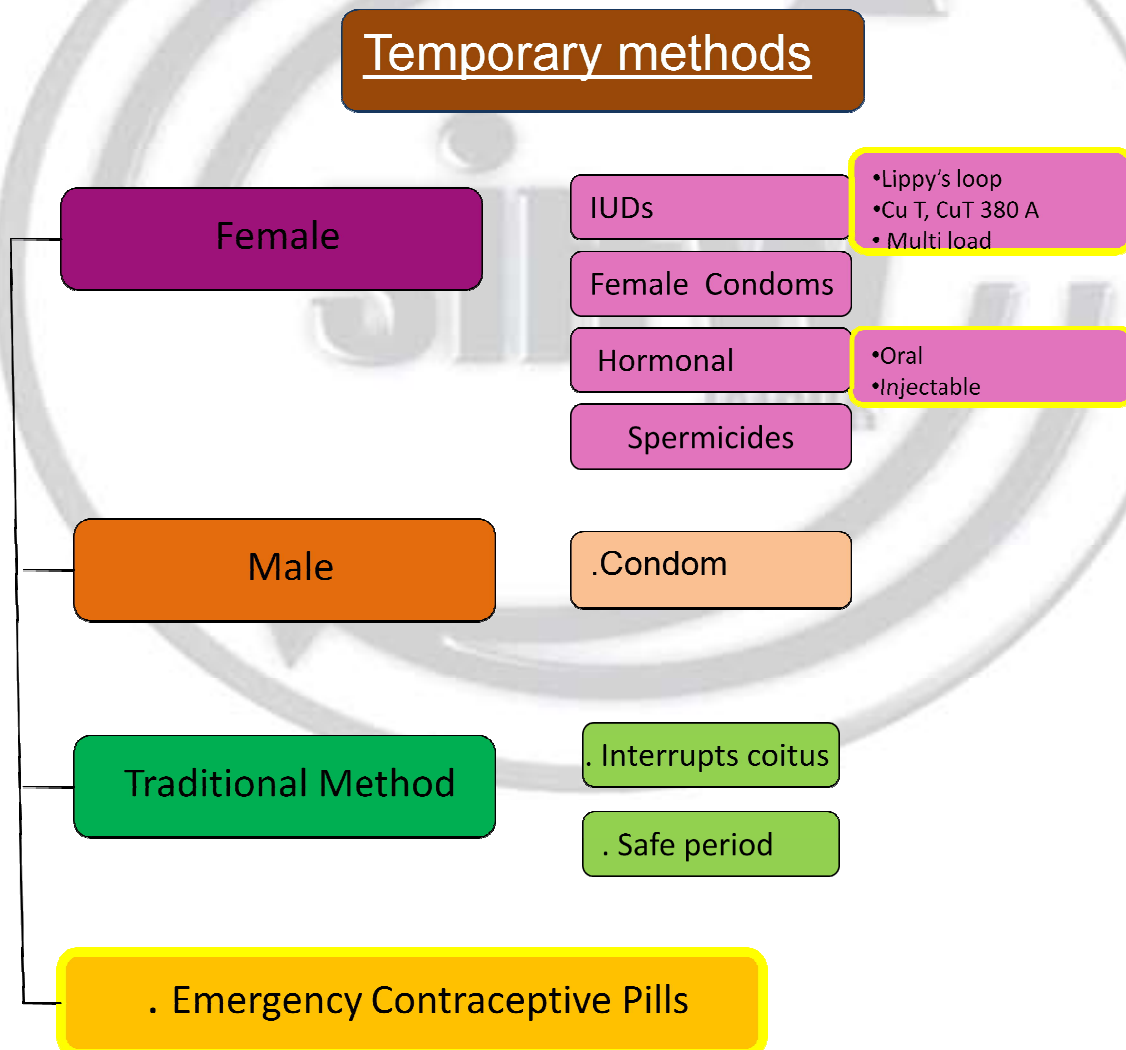 Temporary methods
Female
IUDs
•Lippy's loop
•Cu T, CuT 380 A
• Multi load
Female Condoms
Hormonal
•Oral
•Injectable
Spermicides
Male
.Condom
Traditional Method
. Interrupts coitus
. Safe period
. Emergency Contraceptive Pills